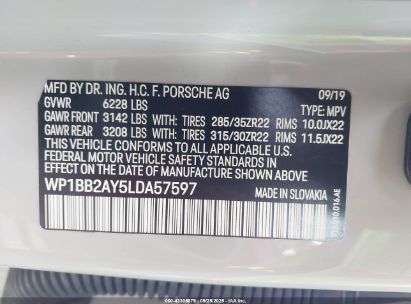 MFD BY DR. ING. H.C. F. PORSCHE AG 09/19
GVWR 6228 LBS TYPE: MPV
GAWR FRONT 3142 LBS WITH: TIRES 285/35ZR22 RIMS 10.0JX22
GAWR REAR 3208 LBS WITH: TIRES 315/30ZR22 RIMS 11.5JX22
THIS VEHICLE CONFORMS TO ALL APPLICABLE U.S.
FEDERAL MOTOR VEHICLE SAFETY STANDARDS IN
EFFECT ON THE DATE OF MANUFACTURE SHOWN ABOVE
WP1BB2AY5LDA57597 MADE IN SLOVAKIA